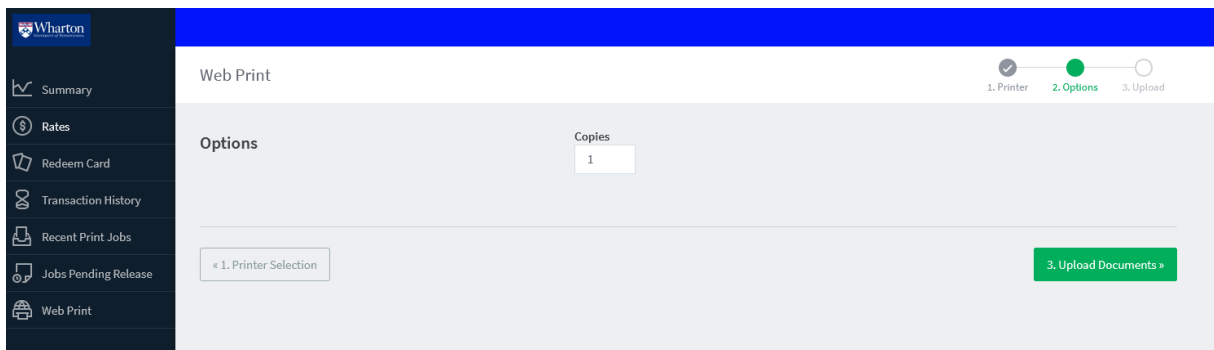 Wharton
Summary
Rates
Redeem Card
Transaction History
Recent Print Jobs
Jobs Pending Release
Web Print
Web Print
1. Printer
2. Options
3. Upload
Options
Copies
1
« 1. Printer Selection
3. Upload Documents »